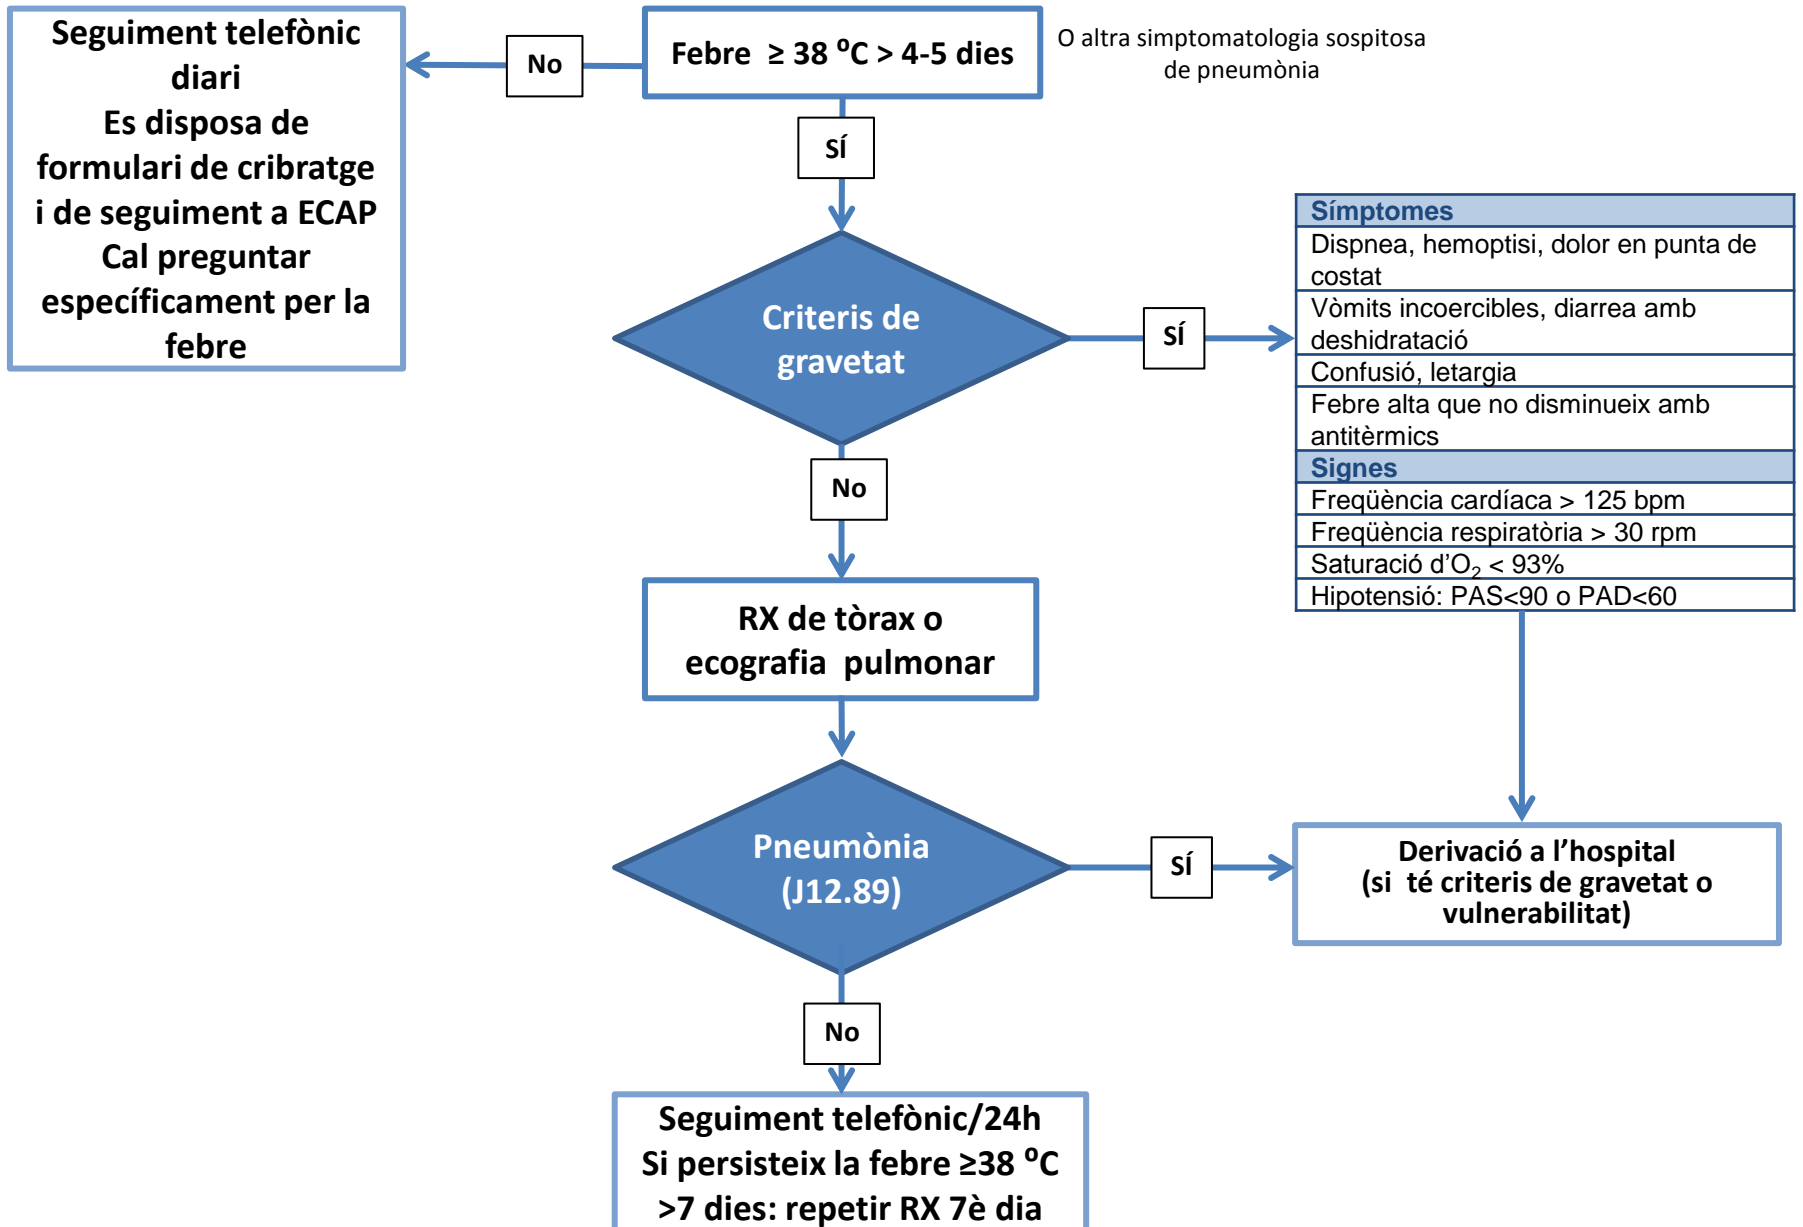 Seguiment telefònic
diari
Es disposa de
formulari de cribratge
i de seguiment a ECAP
Cal preguntar
específicament per la
febre
No
Febre ≥ 38 ⁰C > 4-5 dies
O altra simptomatologia sospitosa
de pneumònia
SÍ
Criteris de
gravetat
SÍ
Símptomes
Dispnea, hemoptisi, dolor en punta de
costat
Vòmits incoercibles, diarrea amb
deshidratació
Confusió, letargia
Febre alta que no disminueix amb
antitèrmics
Signes
Freqüència cardíaca > 125 bpm
Freqüència respiratòria > 30 rpm
Saturació d’O₂ < 93%
Hipotensió: PAS<90 o PAD<60
No
RX de tòrax o
ecografia pulmonar
Pneumònia
(J12.89)
SÍ
Derivació a l’hospital
(si té criteris de gravetat o
vulnerabilitat)
No
Seguiment telefònic/24h
Si persisteix la febre ≥38 ⁰C
>7 dies: repetir RX 7è dia